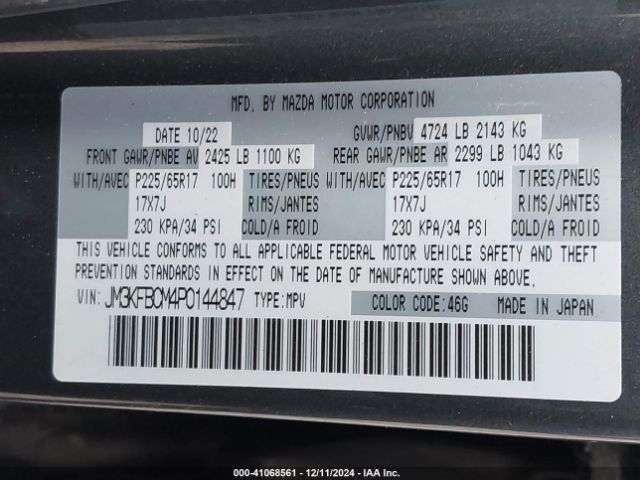 MFD. BY MAZDA MOTOR CORPORATION
DATE 10/22 GVWR/PNBV 4724 LB 2143 KG
FRONT GAWR/PNBE AV 2425 LB 1100 KG REAR GAWR/PNBE AR 2299 LB 1043 KG
WITH/AVEC P225/65R17 100H TIRES/PNEUS WITH/AVEC P225/65R17 100H TIRES/PNEUS
17X7J RIMS/JANTES 17X7J RIMS/JANTES
230 KPA/34 PSI COLD/A FROID 230 KPA/34 PSI COLD/A FROID
THIS VEHICLE CONFORMS TO ALL APPLICABLE FEDERAL MOTOR VEHICLE SAFETY AND THEFT
PREVENTION STANDARDS IN EFFECT ON THE DATE OF MANUFACTURE SHOWN ABOVE.
VIN: JM3KFBCM4P0144847 TYPE:MPV COLOR CODE:46G MADE IN JAPAN
000-41068561 - 12/11/2024 - IAA Inc.